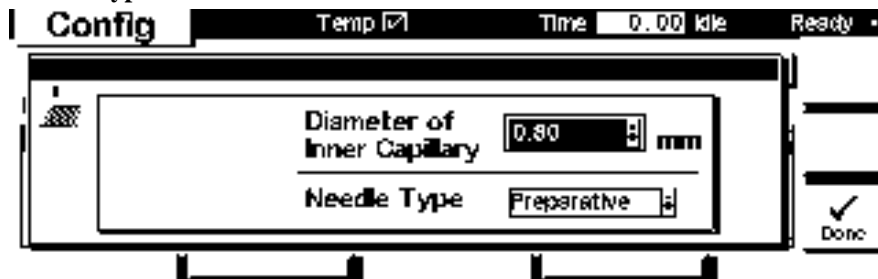 Config Temp Time 0.00 Idle Ready
Diameter of
Inner Capillary 0.80 mm
Needle Type Preparative
Done